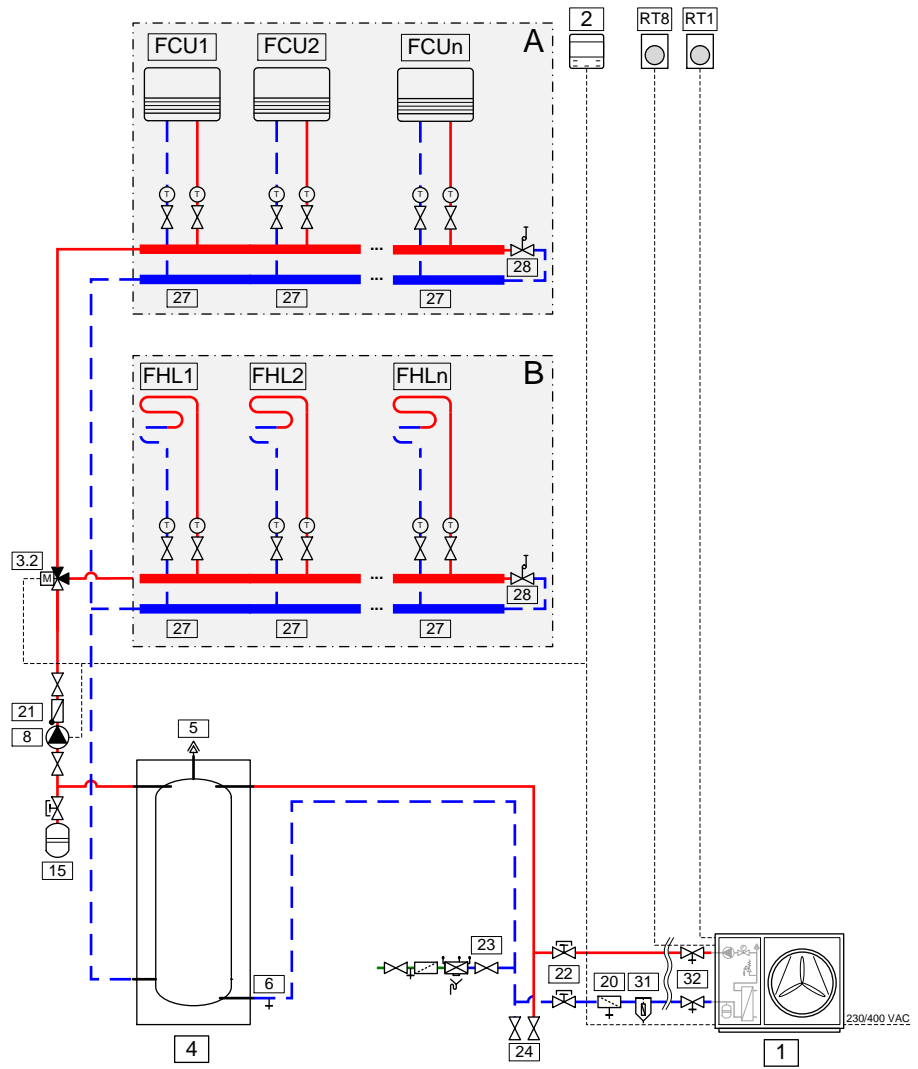 2
RT8
RT1
FCU1
FCU2
FCUn
A
T
T
T
T
T
T
...
...
28
27
27
27
FHL1
FHL2
FHLn
B
T
T
T
T
T
T
3.2
M
...
...
28
27
27
27
21
8
5
15
23
6
22
20
31
32
24
230/400 VAC
4
1